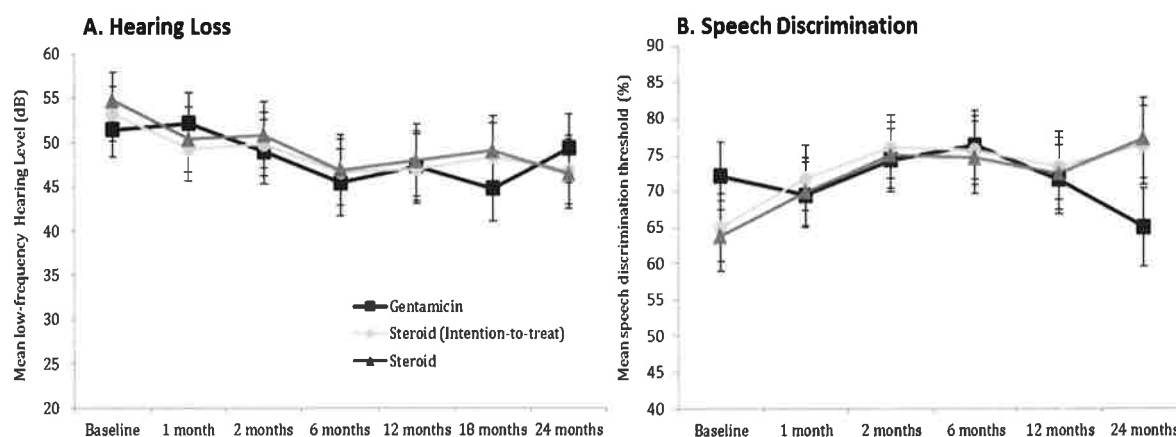 A. Hearing Loss
Mean low-frequency Hearing Level (dB)
60
55
50
45
40
35
30
25
20
Gentamicin
Steroid (Intention-to-treat)
Steroid
Baseline 1 month 2 months 6 months 12 months 18 months 24 months
B. Speech Discrimination
Mean speech discrimination threshold (%)
90
85
80
75
70
65
60
55
50
45
40
Baseline 1 month 2 months 6 months 12 months 24 months